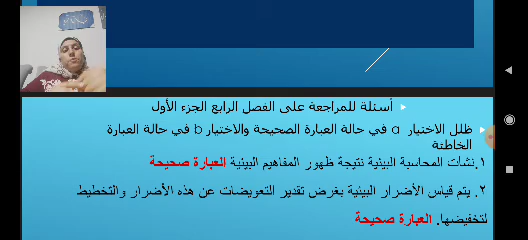 أسئلة للمراجعة على الفصل الرابع الجزء الأول
ظلل الاختيار a في حالة العبارة الصحيحة والاختيار b في حالة العبارة
الخاطئة
١. نشأت المحاسبة البيئية نتيجة ظهور المفاهيم البيئية العبارة صحيحة
٢. يتم قياس الأضرار البيئية بغرض تقدير التعويضات عن هذه الأضرار والتخطيط
لتخفيضها. العبارة صحيحة